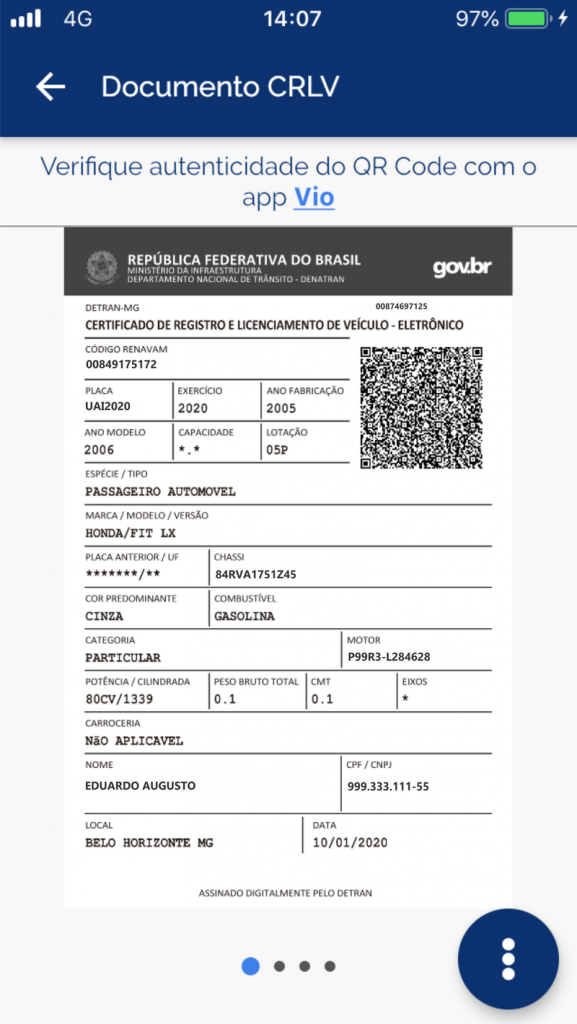 4G 14:07 97%
Documento CRLV
Verifique autenticidade do QR Code com o
app Vio
REPÚBLICA FEDERATIVA DO BRASIL
MINISTÉRIO DA INFRAESTRUTURA
DEPARTAMENTO NACIONAL DE TRÂNSITO - DENATRAN
gov.br
DETRAN-MG 00874697125
CERTIFICADO DE REGISTRO E LICENCIAMENTO DE VEÍCULO - ELETRÔNICO
CÓDIGO RENAVAM
00849175172
PLACA EXERCÍCIO ANO FABRICAÇÃO
UAI2020 2020 2005
ANO MODELO CAPACIDADE LOTAÇÃO
2006 *.* 05P
ESPÉCIE / TIPO
PASSAGEIRO AUTOMOVEL
MARCA / MODELO / VERSÃO
HONDA/FIT LX
PLACA ANTERIOR / UF CHASSI
*******/** 84RVA1751Z45
COR PREDOMINANTE COMBUSTÍVEL
CINZA GASOLINA
CATEGORIA MOTOR
PARTICULAR P99R3-L284628
POTÊNCIA / CILINDRADA PESO BRUTO TOTAL CMT EIXOS
80CV/1339 0.1 0.1 *
CARROCERIA
NãO APLICAVEL
NOME CPF / CNPJ
EDUARDO AUGUSTO 999.333.111-55
LOCAL DATA
BELO HORIZONTE MG 10/01/2020
ASSINADO DIGITALMENTE PELO DETRAN